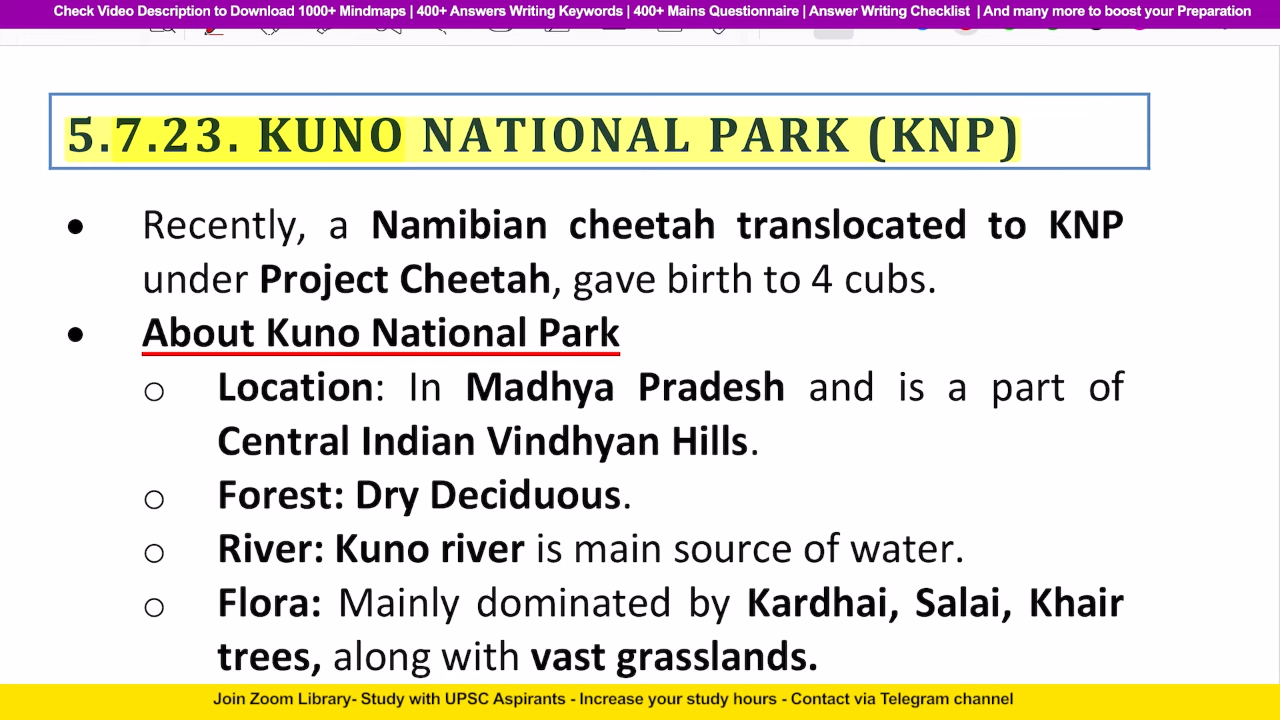 Check Video Description to Download 1000+ Mindmaps | 400+ Answers Writing Keywords | 400+ Mains Questionnaire | Answer Writing Checklist | And many more to boost your Preparation
5.7.23. KUNO NATIONAL PARK (KNP)
• Recently, a Namibian cheetah translocated to KNP
under Project Cheetah, gave birth to 4 cubs.
• About Kuno National Park
o Location: In Madhya Pradesh and is a part of
Central Indian Vindhyan Hills.
o Forest: Dry Deciduous.
o River: Kuno river is main source of water.
o Flora: Mainly dominated by Kardhai, Salai, Khair
trees, along with vast grasslands.
Join Zoom Library- Study with UPSC Aspirants - Increase your study hours - Contact via Telegram channel